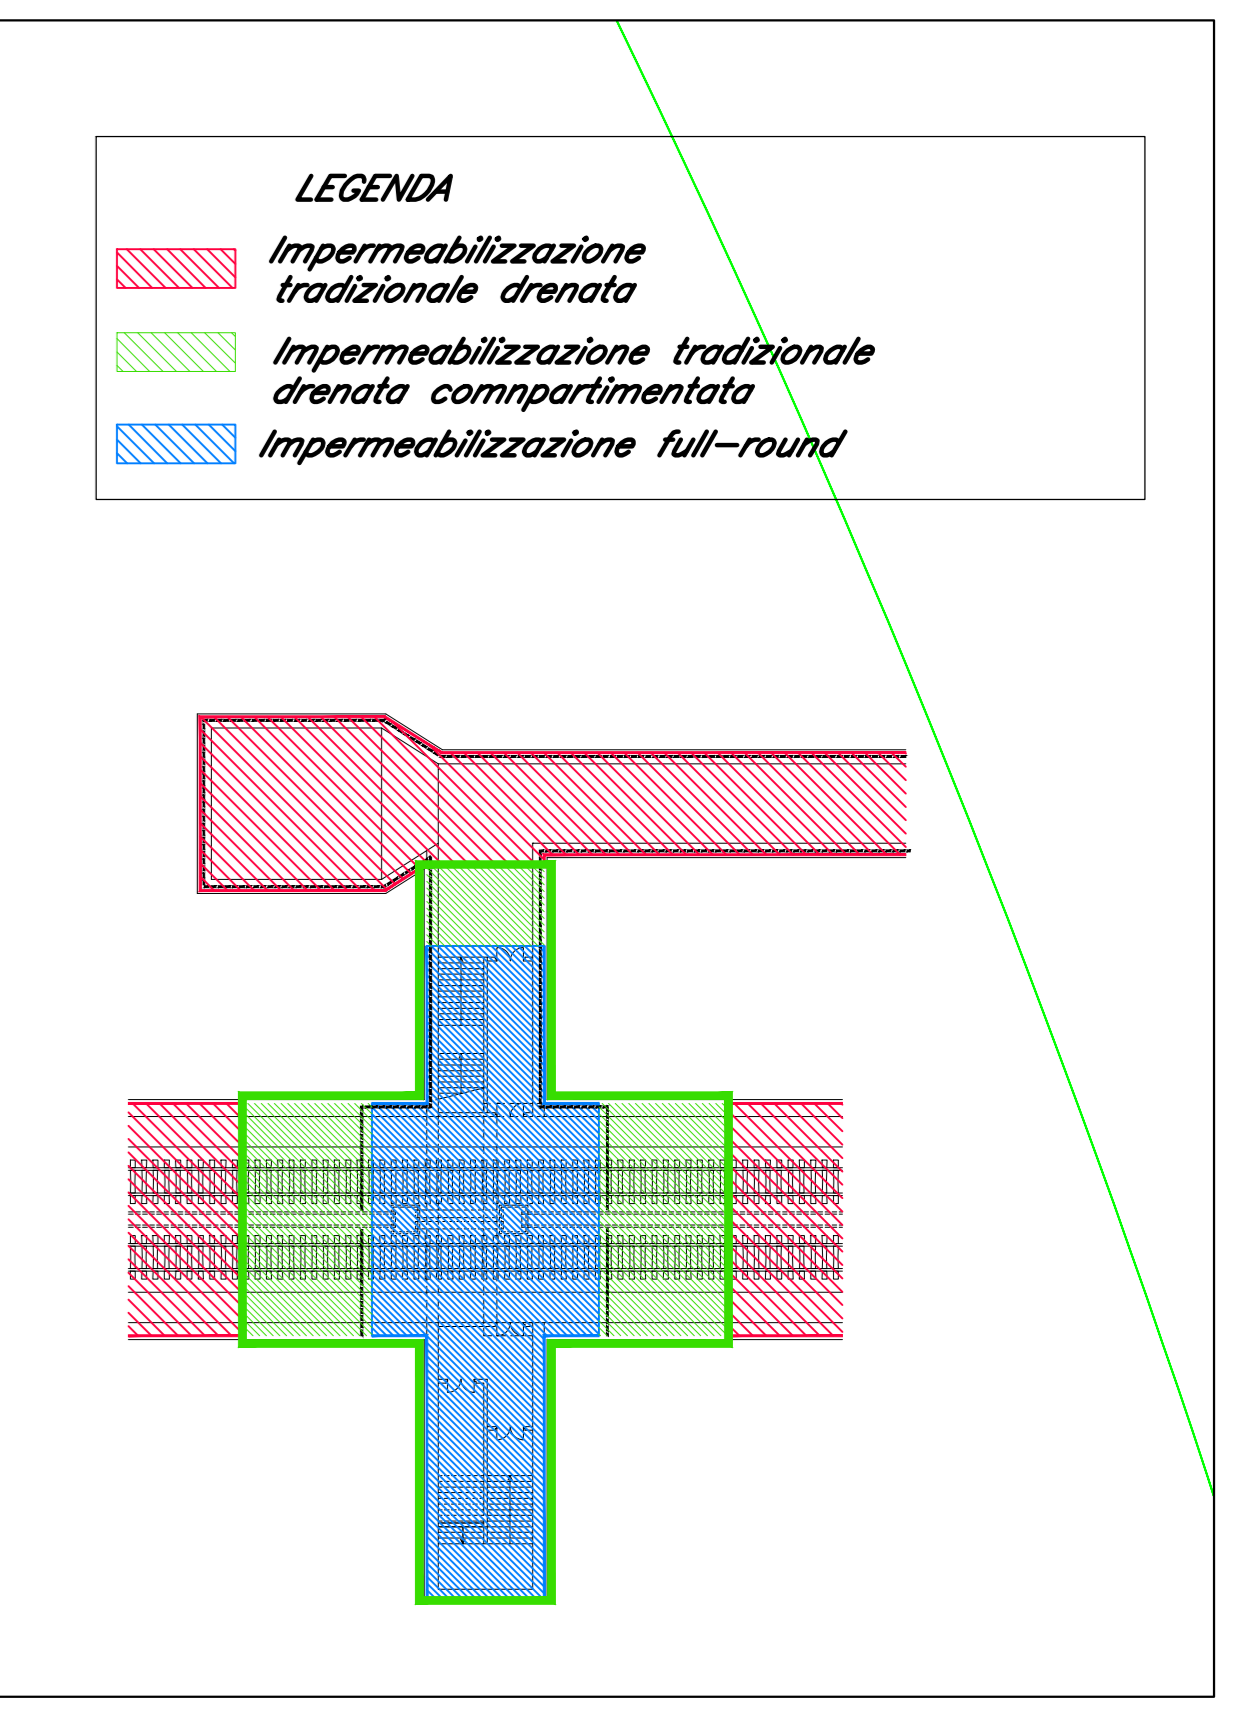 LEGENDA
Impermeabilizzazione
tradizionale drenata
Impermeabilizzazione tradizionale
drenata comnpartimentata
Impermeabilizzazione full-round